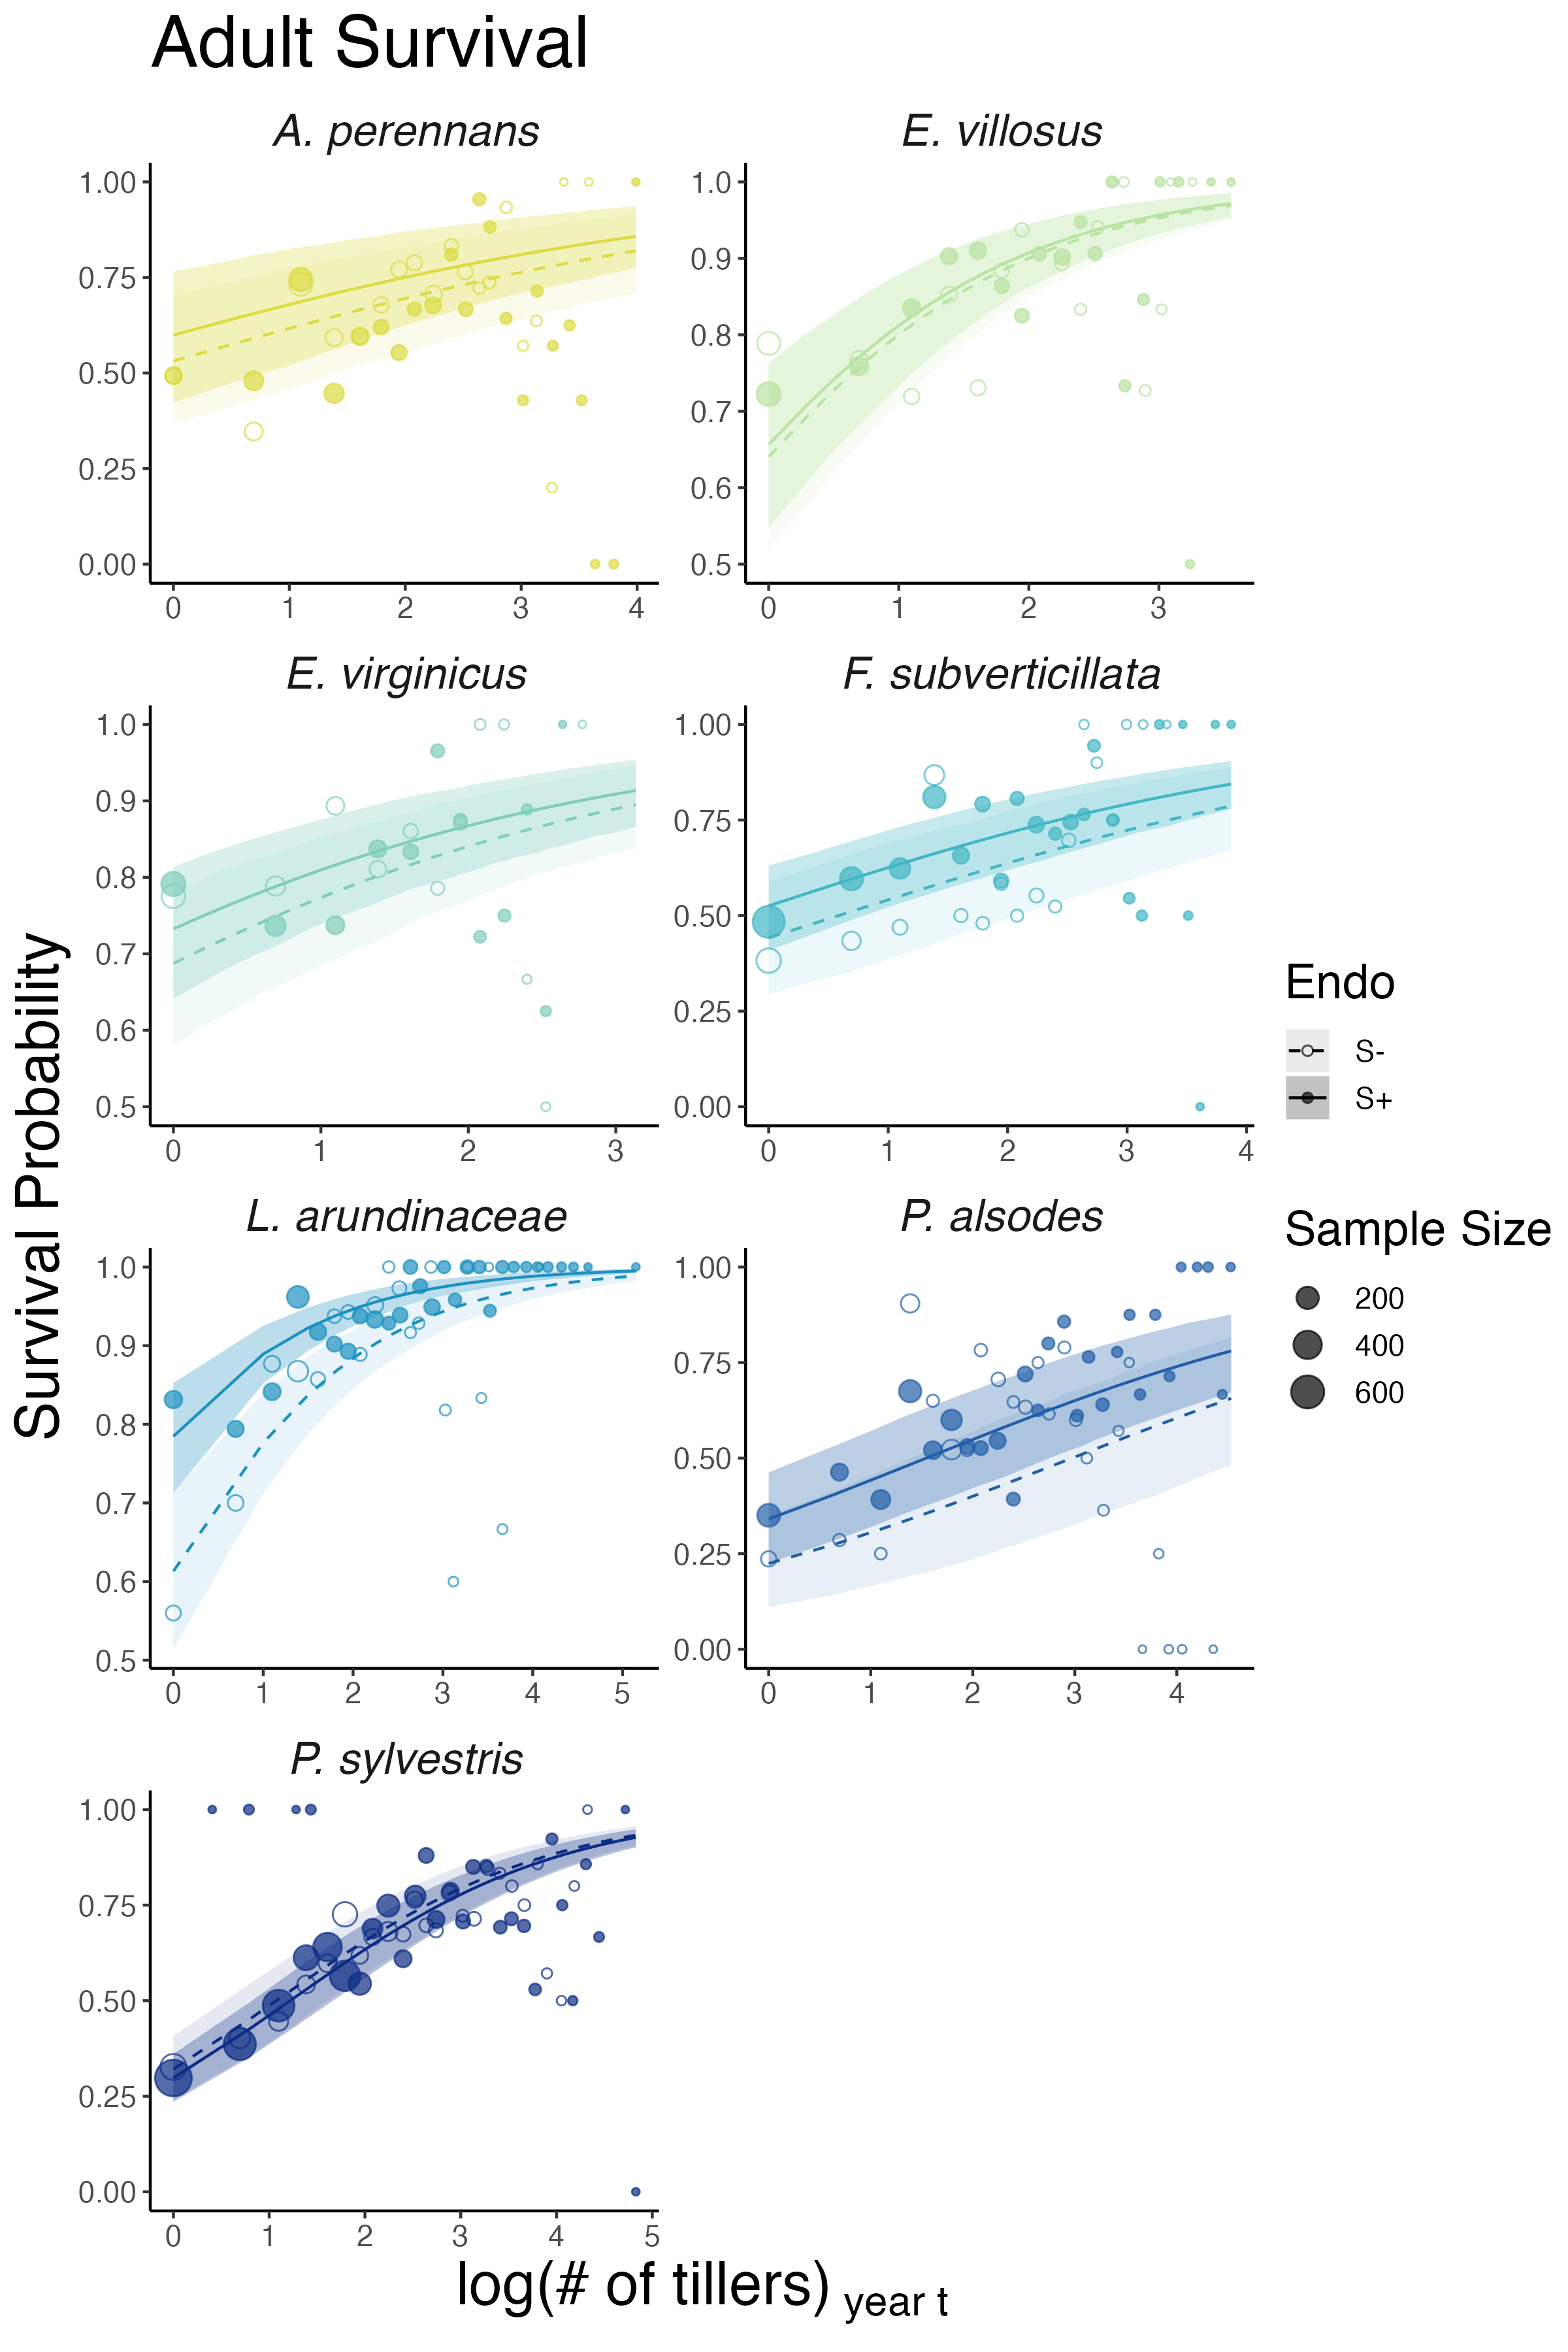 Adult Survival
A. perennans
E. villosus
1.00
0.75
0.50
0.25
0.00
0 1 2 3 4
1.0
0.9
0.8
0.7
0.6
0.5
0 1 2 3
E. virginicus
F. subverticillata
1.0
0.9
0.8
0.7
0.6
0.5
0 1 2 3
1.00
0.75
0.50
0.25
0.00
0 1 2 3 4
L. arundinaceae
P. alsodes
1.0
0.9
0.8
0.7
0.6
0.5
0 1 2 3 4 5
1.00
0.75
0.50
0.25
0.00
0 1 2 3 4
P. sylvestris
1.00
0.75
0.50
0.25
0.00
0 1 2 3 4 5
Survival Probability
log(# of tillers) year t
Endo
S-
S+
Sample Size
200
400
600